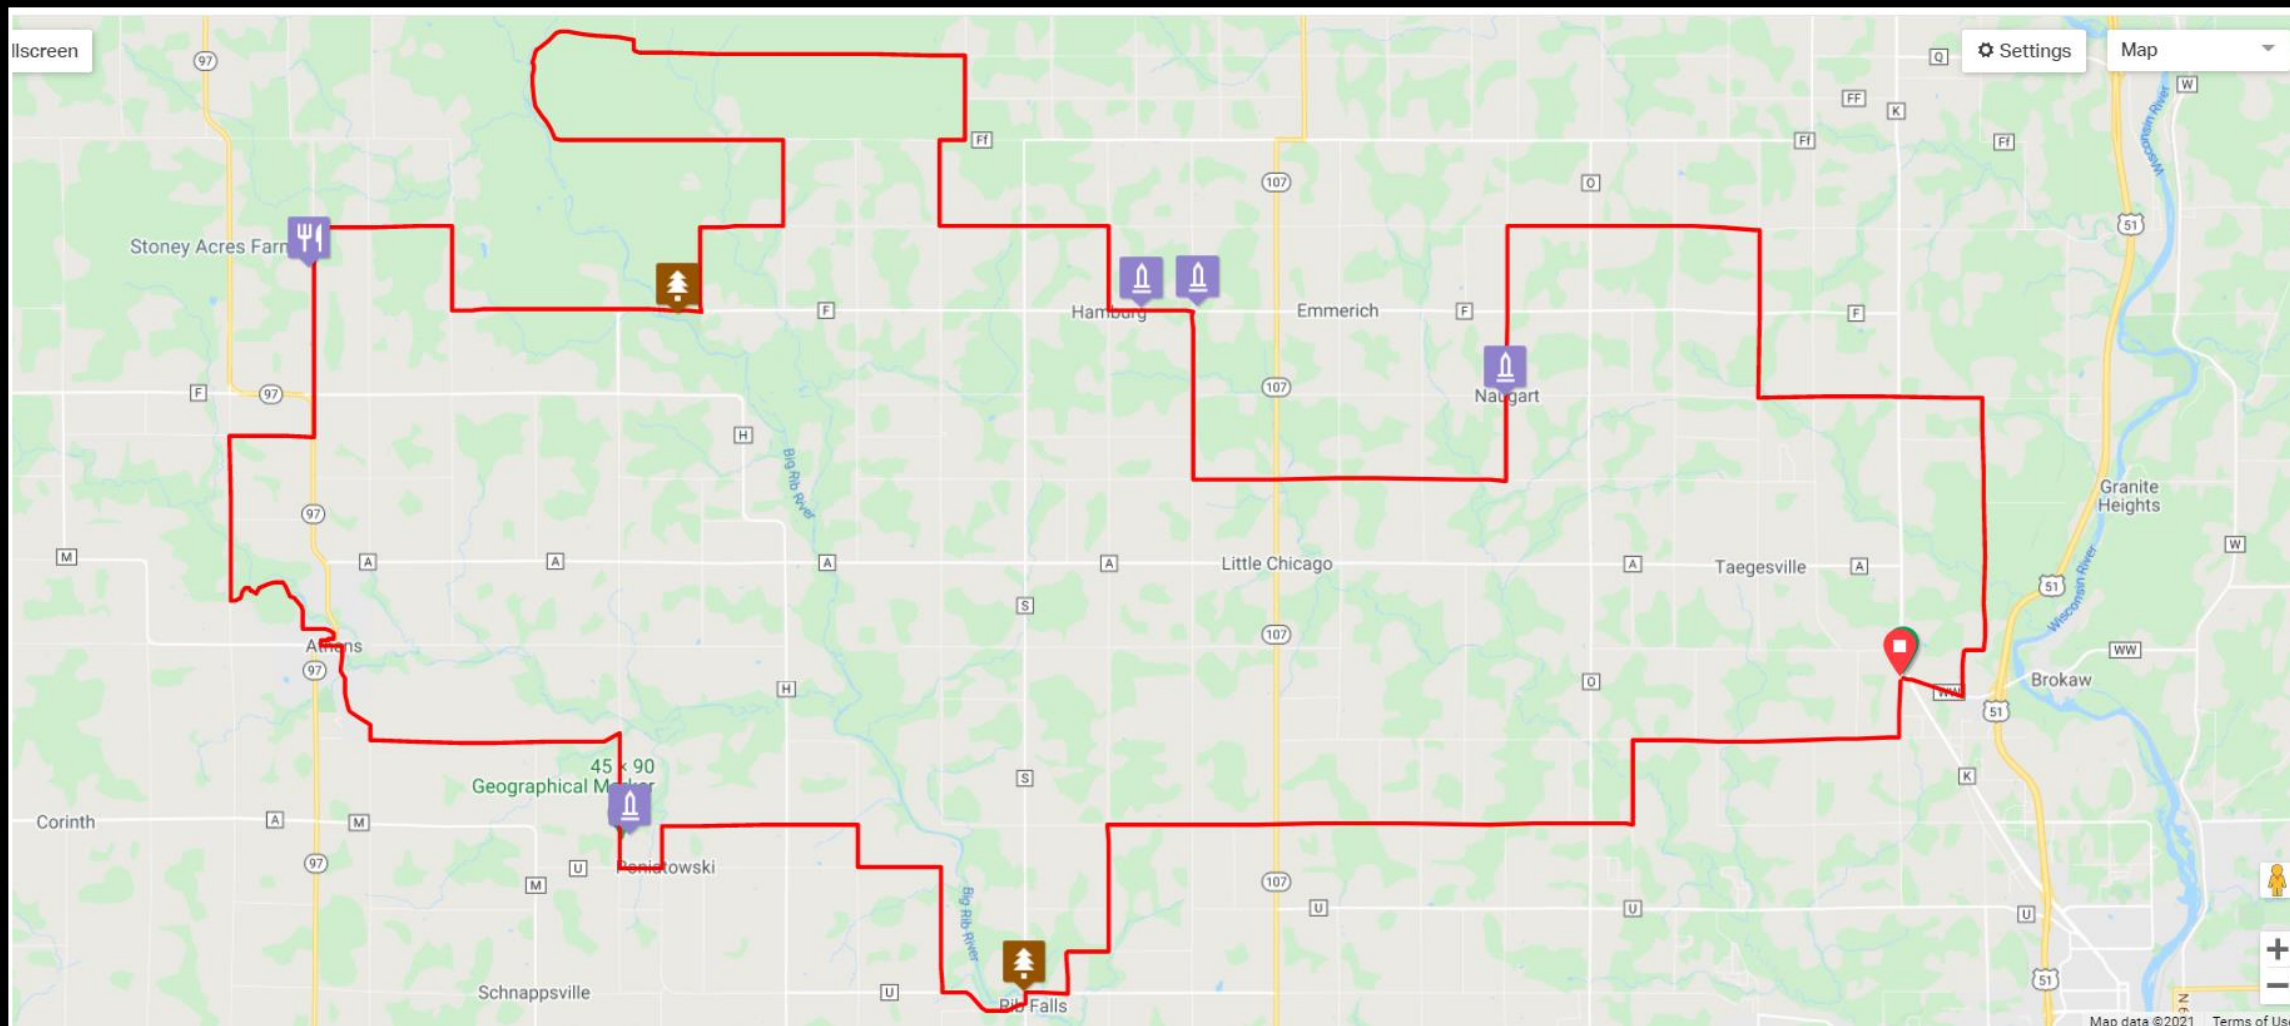 llscreen
Settings
Map
97
Q
W
FF
K
Wisconsin River
Ff
Ff
Ff
107
O
51
Stoney Acres Farm
F
Hamburg
Emmerich
F
F
F
97
107
Naugart
H
Big Rib River
Granite
Heights
97
M
A
A
A
A
Little Chicago
A
Taegesville
A
W
51
S
Wisconsin River
107
Athens
97
WW
O
H
WW
Brokaw
51
45 x 90
Geographical Marker
S
K
Corinth
A
M
97
U
Poniatowski
M
107
U
U
U
Big Rib River
Schnappsville
U
Rib Falls
51
N 6
Map data ©2021
Terms of Use